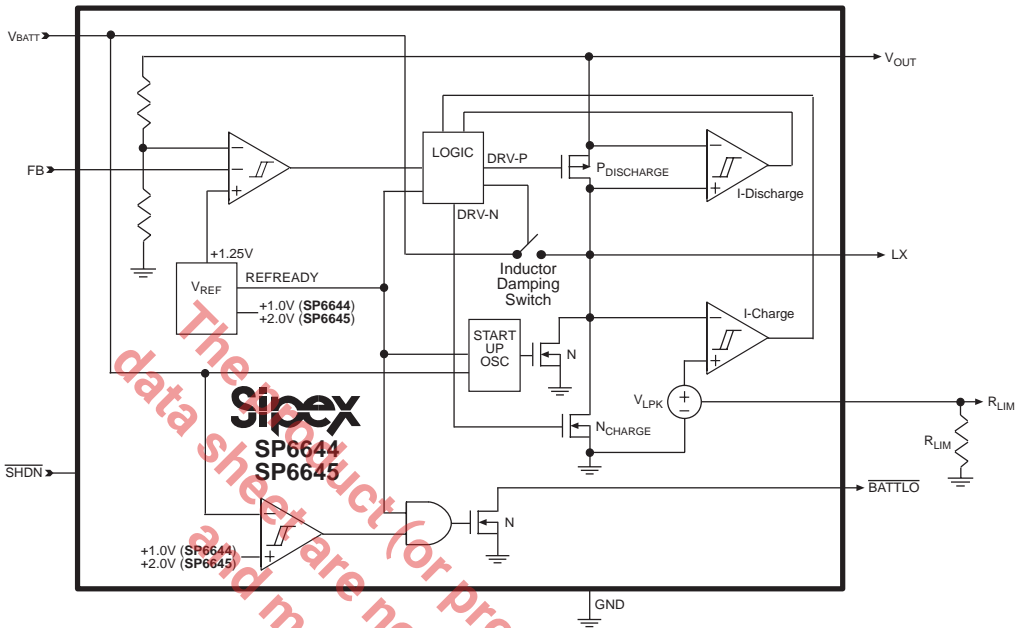 VBATT
VOUT
LOGIC
DRV-P
PDISCHARGE
I-Discharge
FB
DRV-N
+1.25V
LX
Inductor
Damping
Switch
VREF
REFREADY
+1.0V (SP6644)
+2.0V (SP6645)
I-Charge
START
UP
OSC
N
VLPK
RLIM
NCHARGE
RLIM
Sipex
SP6644
SP6645
SHDN
BATTLO
N
+1.0V (SP6644)
+2.0V (SP6645)
GND
The product (or pro
data sheet are no
and m